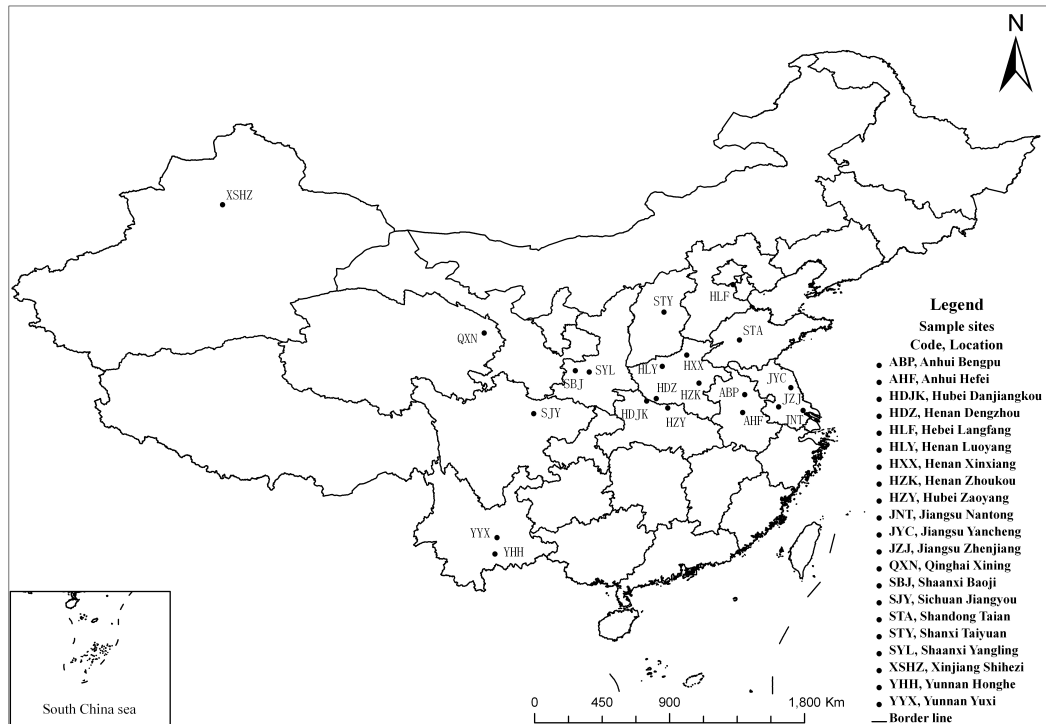 N
XSHZ
STY
HLF
QXN
STA
HLY
HXX
SBJ
SYL
HDZ
HZK
ABP
JYC
JZJ
HDJK
HZY
AHF
JNT
SJY
YYX
YHH
Legend
Sample sites
Code, Location
ABP, Anhui Bengpu
AHF, Anhui Hefei
HDJK, Hubei Danjiangkou
HDZ, Henan Dengzhou
HLF, Hebei Langfang
HLY, Henan Luoyang
HXX, Henan Xinxiang
HZK, Henan Zhoukou
HZY, Hubei Zaoyang
JNT, Jiangsu Nantong
JYC, Jiangsu Yancheng
JZJ, Jiangsu Zhenjiang
QXN, Qinghai Xining
SBJ, Shaanxi Baoji
SJY, Sichuan Jiangyou
STA, Shandong Taian
STY, Shanxi Taiyuan
SYL, Shaanxi Yangling
XSHZ, Xinjiang Shihezi
YHH, Yunnan Honghe
YYX, Yunnan Yuxi
Border line
South China sea
0 450 900 1,800 Km